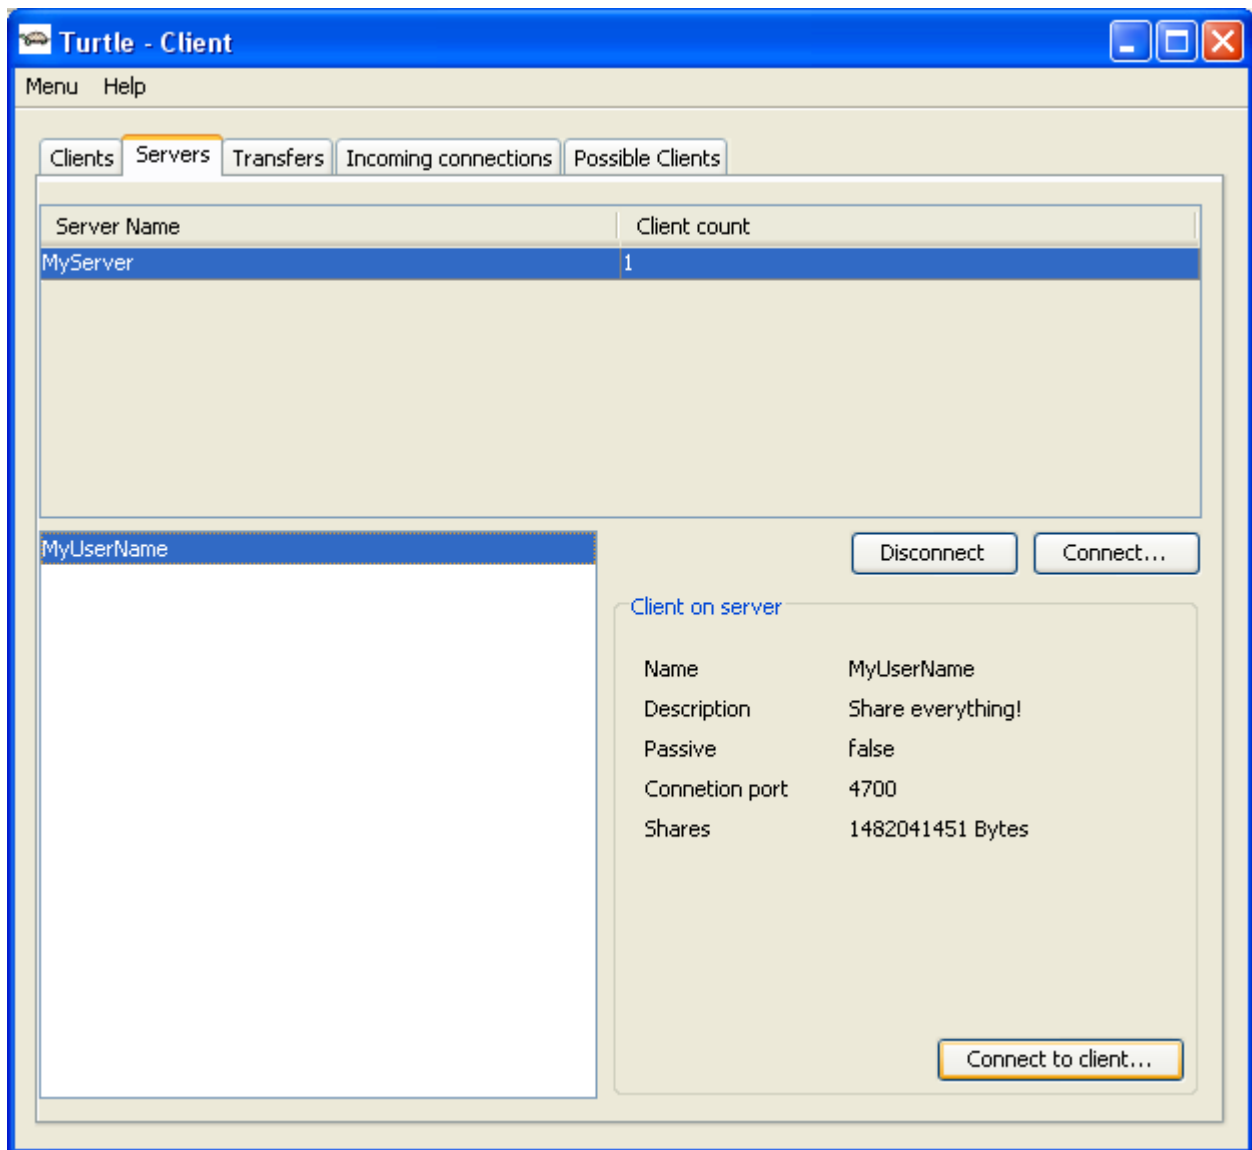 Turtle - Client
Menu Help
Clients Servers Transfers Incoming connections Possible Clients
Server Name Client count
MyServer 1
MyUserName
Disconnect Connect...
Client on server
Name MyUserName
Description Share everything!
Passive false
Connetion port 4700
Shares 1482041451 Bytes
Connect to client...